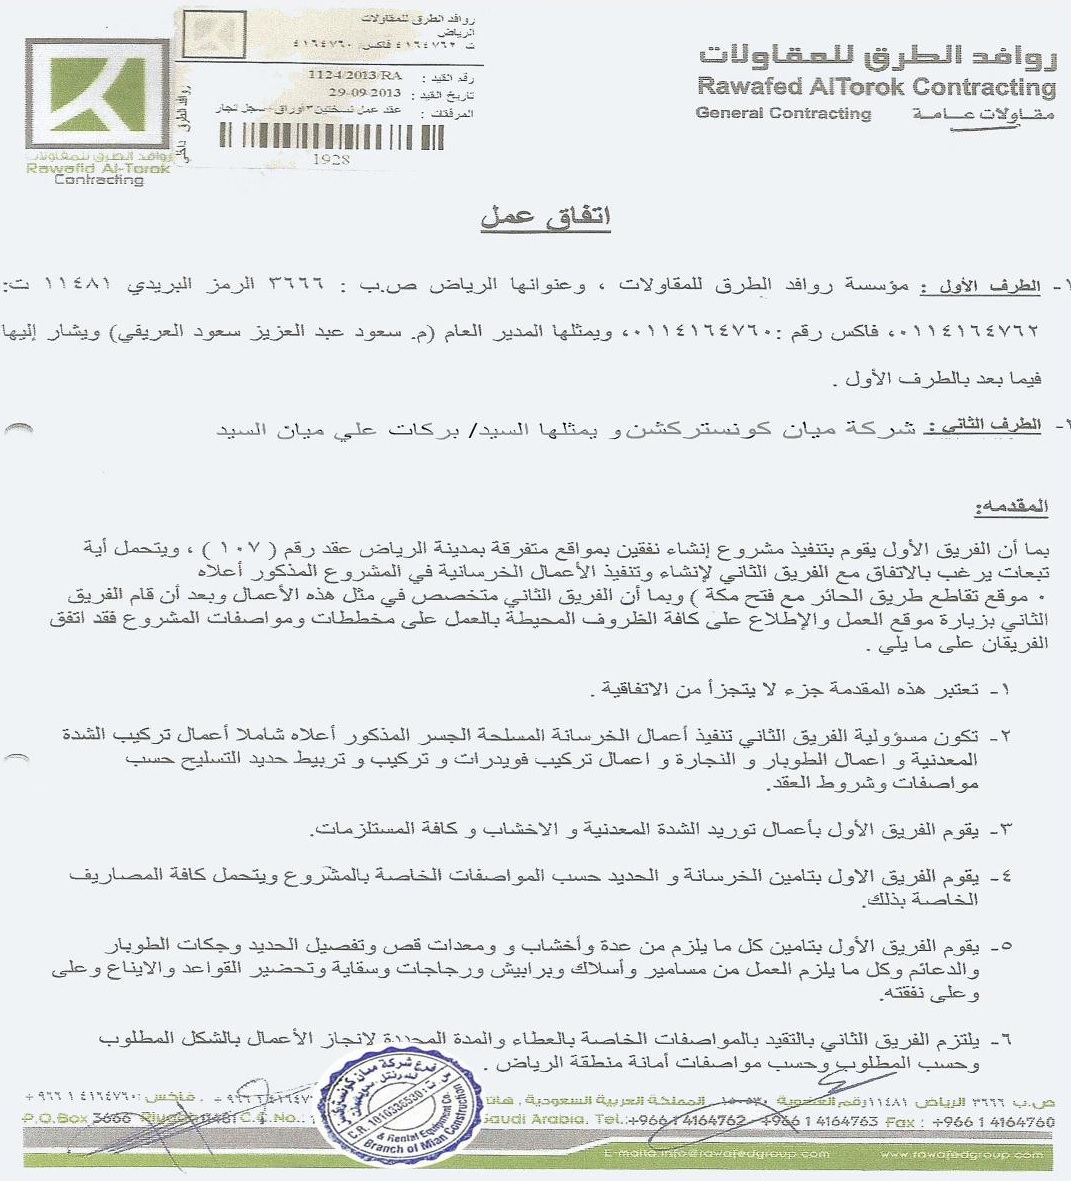 روافد الطرق للمقاولات
الرياض
ت ٤١٦٤٧٦٢ فاكس ٤١٦٤٧٦٠
رقم القيد : 1124/2013/RA
تاريخ القيد : 29-09-2013
المرفقات : عقد عمل نسختين٣اوراق-سجل تجار
1928
روافد الطرق للمقاولات
Rawafid Al-Torok
Contracting
روافد الطرق للمقاولات
Rawafed AlTorok Contracting
General Contracting مقاولات عامة
اتفاق عمل
١- الطرف الأول : مؤسسة روافد الطرق للمقاولات ، وعنوانها الرياض ص.ب : ٣٦٦٦ الرمز البريدي ١١٤٨١ ت:
٠١١٤١٦٤٧٦٢، فاكس رقم :٠١١٤١٦٤٧٦٠، ويمثلها المدير العام (م. سعود عبد العزيز سعود العريفي) ويشار إليها
فيما بعد بالطرف الأول .
٢- الطرف الثاني : شركة ميان كونستركشن و يمثلها السيد/ بركات علي ميان السيد
المقدمه:
بما أن الفريق الأول يقوم بتنفيذ مشروع إنشاء نفقين بمواقع متفرقة بمدينة الرياض عقد رقم ( ١٠٧ ) ، ويتحمل أية
تبعات يرغب بالاتفاق مع الفريق الثاني لإنشاء وتنفيذ الأعمال الخرسانية في المشروع المذكور أعلاه
٠ موقع تقاطع طريق الحائر مع فتح مكة ) وبما أن الفريق الثاني متخصص في مثل هذه الأعمال وبعد أن قام الفريق
الثاني بزيارة موقع العمل والإطلاع على كافة الظروف المحيطة بالعمل على مخططات ومواصفات المشروع فقد اتفق
الفريقان على ما يلي .
١- تعتبر هذه المقدمة جزء لا يتجزأ من الاتفاقية .
٢- تكون مسؤولية الفريق الثاني تنفيذ أعمال الخرسانة المسلحة الجسر المذكور أعلاه شاملا أعمال تركيب الشدة
المعدنية و اعمال الطوبار و النجارة و اعمال تركيب فويدرات و تركيب و تربيط حديد التسليح حسب
مواصفات وشروط العقد.
٣- يقوم الفريق الأول بأعمال توريد الشدة المعدنية و الاخشاب و كافة المستلزمات.
٤- يقوم الفريق الاول بتامين الخرسانة و الحديد حسب المواصفات الخاصة بالمشروع ويتحمل كافة المصاريف
الخاصة بذلك.
٥- يقوم الفريق الأول بتامين كل ما يلزم من عدة وأخشاب و ومعدات قص وتفصيل الحديد وجكات الطوبار
والدعائم وكل ما يلزم العمل من مسامير وأسلاك وبرابيش ورجاجات وسقاية وتحضير القواعد والايناع وعلى
وعلى نفقته.
٦- يلتزم الفريق الثاني بالتقيد بالمواصفات الخاصة بالعطاء والمدة المحددة لانجاز الأعمال بالشكل المطلوب
وحسب المطلوب وحسب مواصفات أمانة منطقة الرياض .
ص.ب ٣٦٦٦ الرياض ١١٤٨١ رقم العضوية ١٥٠٥٣٠ ، المملكة العربية السعودية ، فاكس : ٤١٦٤٧٦٠ ١ ٩٦٦ +
P.O.Box 3666 Riyadh 11481 C.C.No.: Saudi Arabia. Tel.:+966 1 4164762 -+966 1 4164763 Fax : +966 1 4164760
www.rawafedgroup.com
فرع شركة ميان كونستركشن
C.R. 1010336530
& Rental Equipment Co.
Branch of Mian Construction